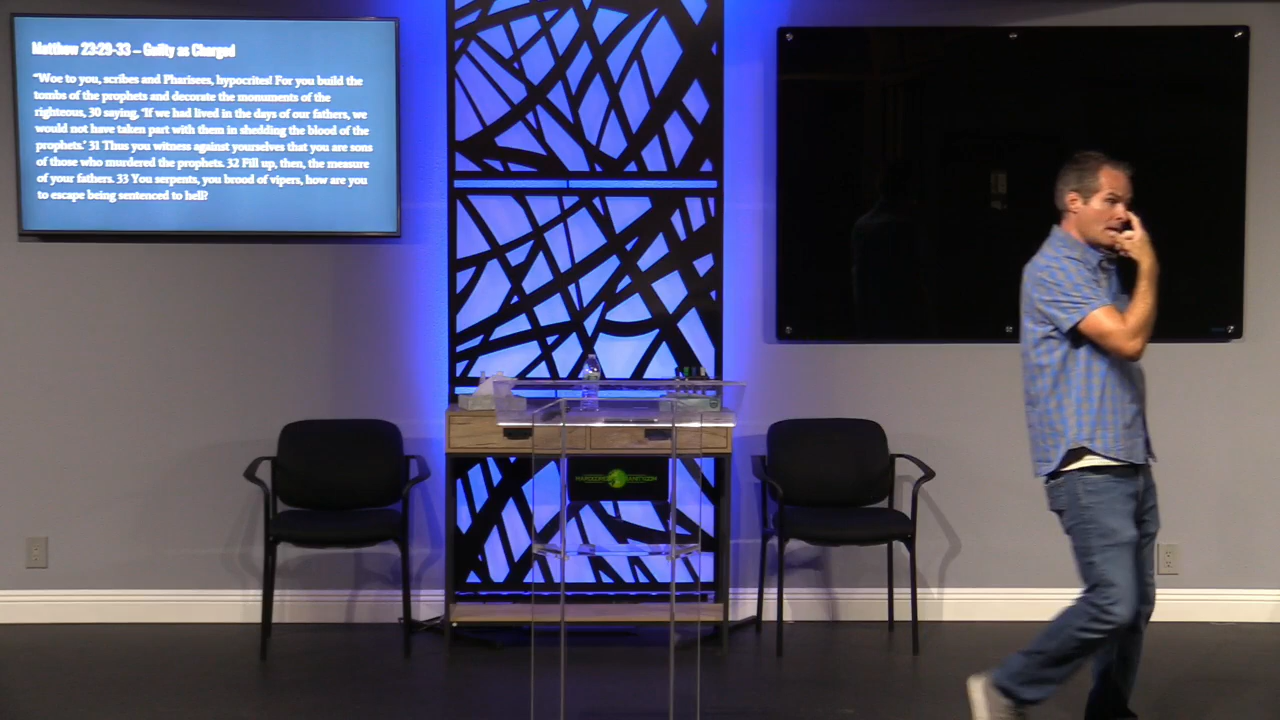 Matthew 23:29-33 – Guilty as Charged
“Woe to you, scribes and Pharisees, hypocrites! For you build the
tombs of the prophets and decorate the monuments of the
righteous, 30 saying, ‘If we had lived in the days of our fathers, we
would not have taken part with them in shedding the blood of the
prophets.’ 31 Thus you witness against yourselves that you are sons
of those who murdered the prophets. 32 Fill up, then, the measure
of your fathers. 33 You serpents, you brood of vipers, how are you
to escape being sentenced to hell?